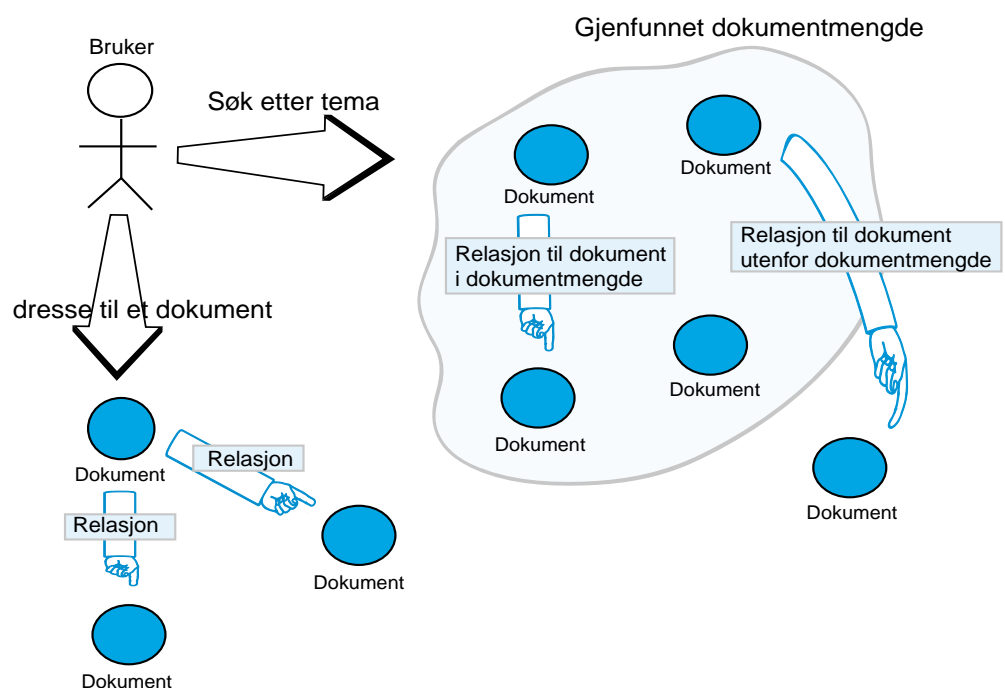 Gjenfunnet dokumentmengde
Bruker
Søk etter tema
Dokument
Dokument
Relasjon til dokument
i dokumentmengde
Relasjon til dokument
utenfor dokumentmengde
dresse til et dokument
Dokument
Dokument
Dokument
Relasjon
Dokument
Relasjon
Dokument
Dokument
Dokument